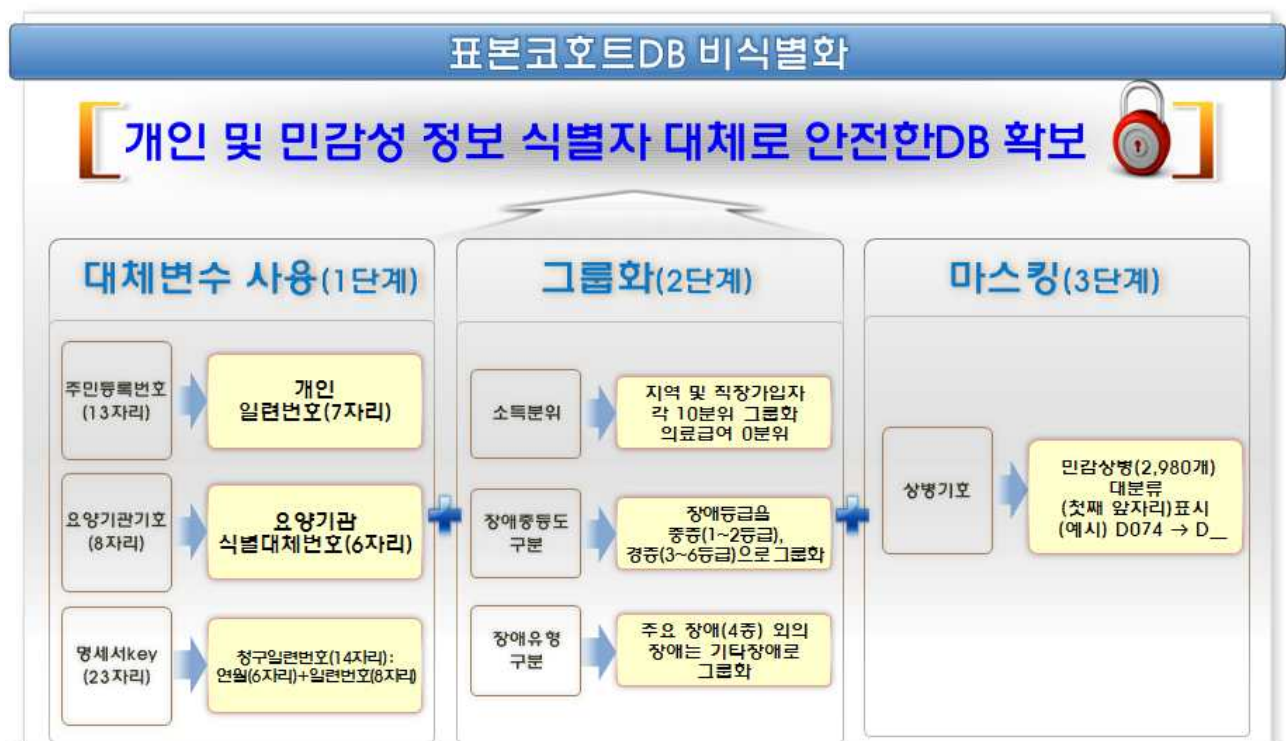 표본코호트DB 비식별화
개인 및 민감성 정보 식별자 대체로 안전한DB 확보
대체변수 사용(1단계)
주민등록번호
(13자리)
개인
일련번호(7자리)
요양기관기호
(8자리)
요양기관
식별대체번호(6자리)
명세서key
(23자리)
청구일련번호(14자리):
연월(6자리)+일련번호(8자리)
그룹화(2단계)
소득분위
지역 및 직장가입자
각 10분위 그룹화
의료급여 0분위
장애중등도
구분
장애등급을
중증(1~2등급),
경증(3~6등급)으로 그룹화
장애유형
구분
주요 장애(4종) 외의
장애는 기타장애로
그룹화
마스킹(3단계)
상병기호
민감상병(2,980개)
대분류
(첫째 앞자리)표시
(예시) D074 → D__